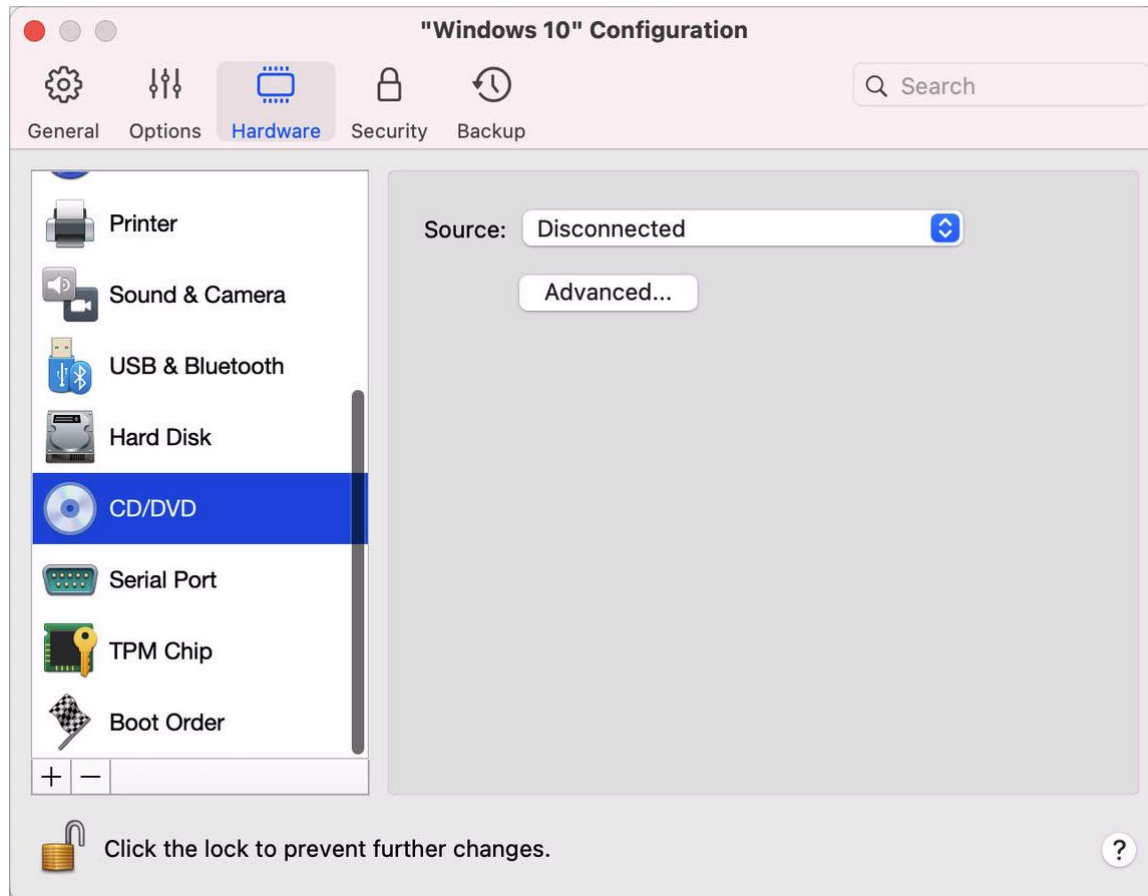 "Windows 10" Configuration
General Options Hardware Security Backup
Search
Printer
Sound & Camera
USB & Bluetooth
Hard Disk
CD/DVD
Serial Port
TPM Chip
Boot Order
Source: Disconnected
Advanced...
Click the lock to prevent further changes.
?